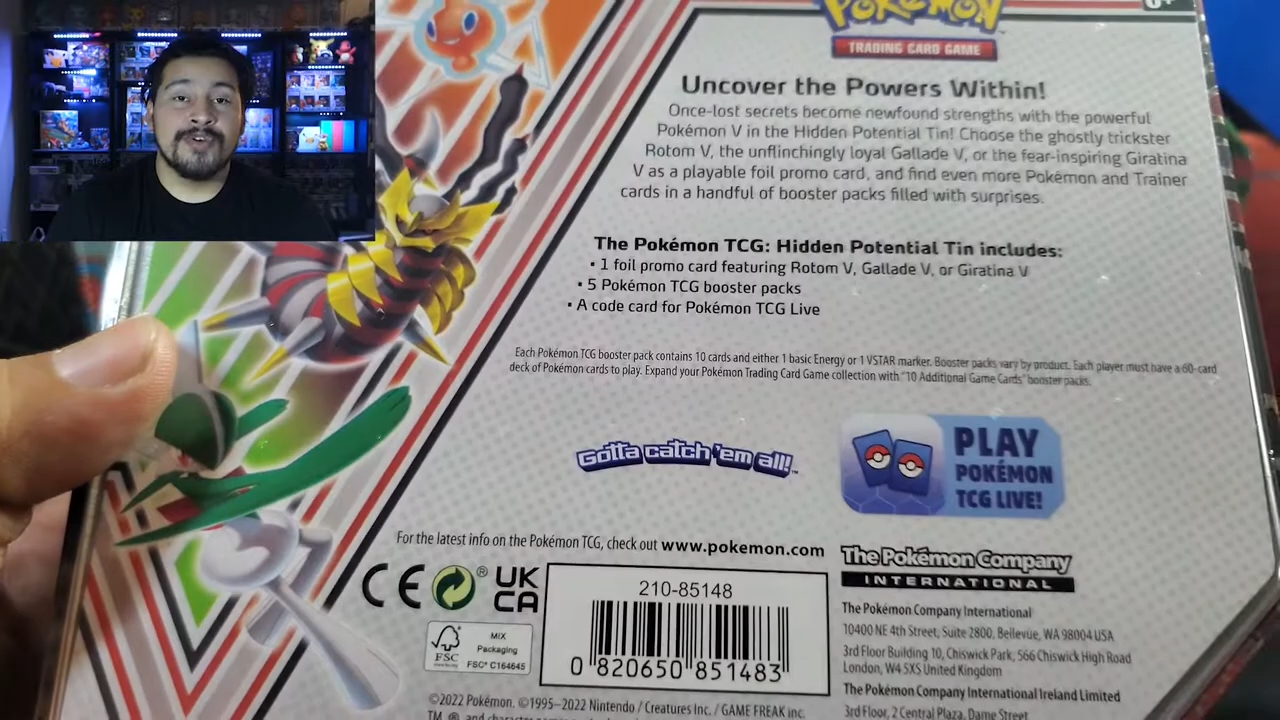 Pokémon
TRADING CARD GAME
6+
Uncover the Powers Within!
Once-lost secrets become newfound strengths with the powerful
Pokémon V in the Hidden Potential Tin! Choose the ghostly trickster
Rotom V, the unflinchingly loyal Gallade V, or the fear-inspiring Giratina
V as a playable foil promo card, and find even more Pokémon and Trainer
cards in a handful of booster packs filled with surprises.
The Pokémon TCG: Hidden Potential Tin includes:
• 1 foil promo card featuring Rotom V, Gallade V, or Giratina V
• 5 Pokémon TCG booster packs
• A code card for Pokémon TCG Live
Each Pokémon TCG booster pack contains 10 cards and either 1 basic Energy or 1 VSTAR marker. Booster packs vary by product. Each player must have a 60-card
deck of Pokémon cards to play. Expand your Pokémon Trading Card Game collection with "10 Additional Game Cards" booster packs.
Gotta catch 'em all!™
PLAY
POKÉMON
TCG LIVE!
For the latest info on the Pokémon TCG, check out www.pokemon.com
CE
®
UK
CA
FSC
MIX
Packaging
FSC® C164645
210-85148
0 820650 851483
The Pokémon Company
INTERNATIONAL
The Pokémon Company International
10400 NE 4th Street, Suite 2800, Bellevue, WA 98004 USA
3rd Floor Building 10, Chiswick Park, 566 Chiswick High Road
London, W4 5XS United Kingdom
The Pokémon Company International Ireland Limited
3rd Floor, 2 Central Plaza, Dame Street
©2022 Pokémon. ©1995–2022 Nintendo / Creatures Inc. / GAME FREAK inc.
TM, ®, and character names